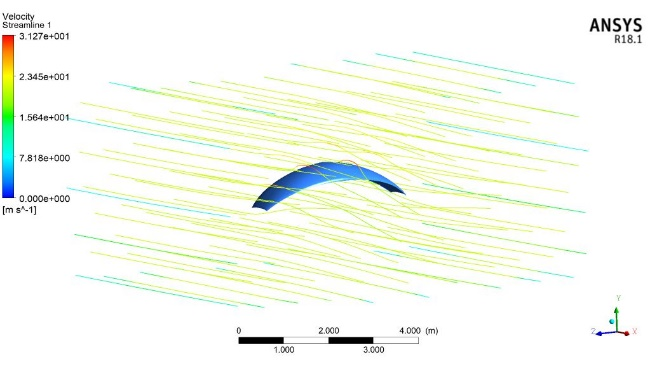 Velocity
Streamline 1
3.127e+001
2.345e+001
1.564e+001
7.818e+000
0.000e+000
[m s^-1]
ANSYS
R18.1
0 2.000 4.000 (m)
1.000 3.000
Y
Z X